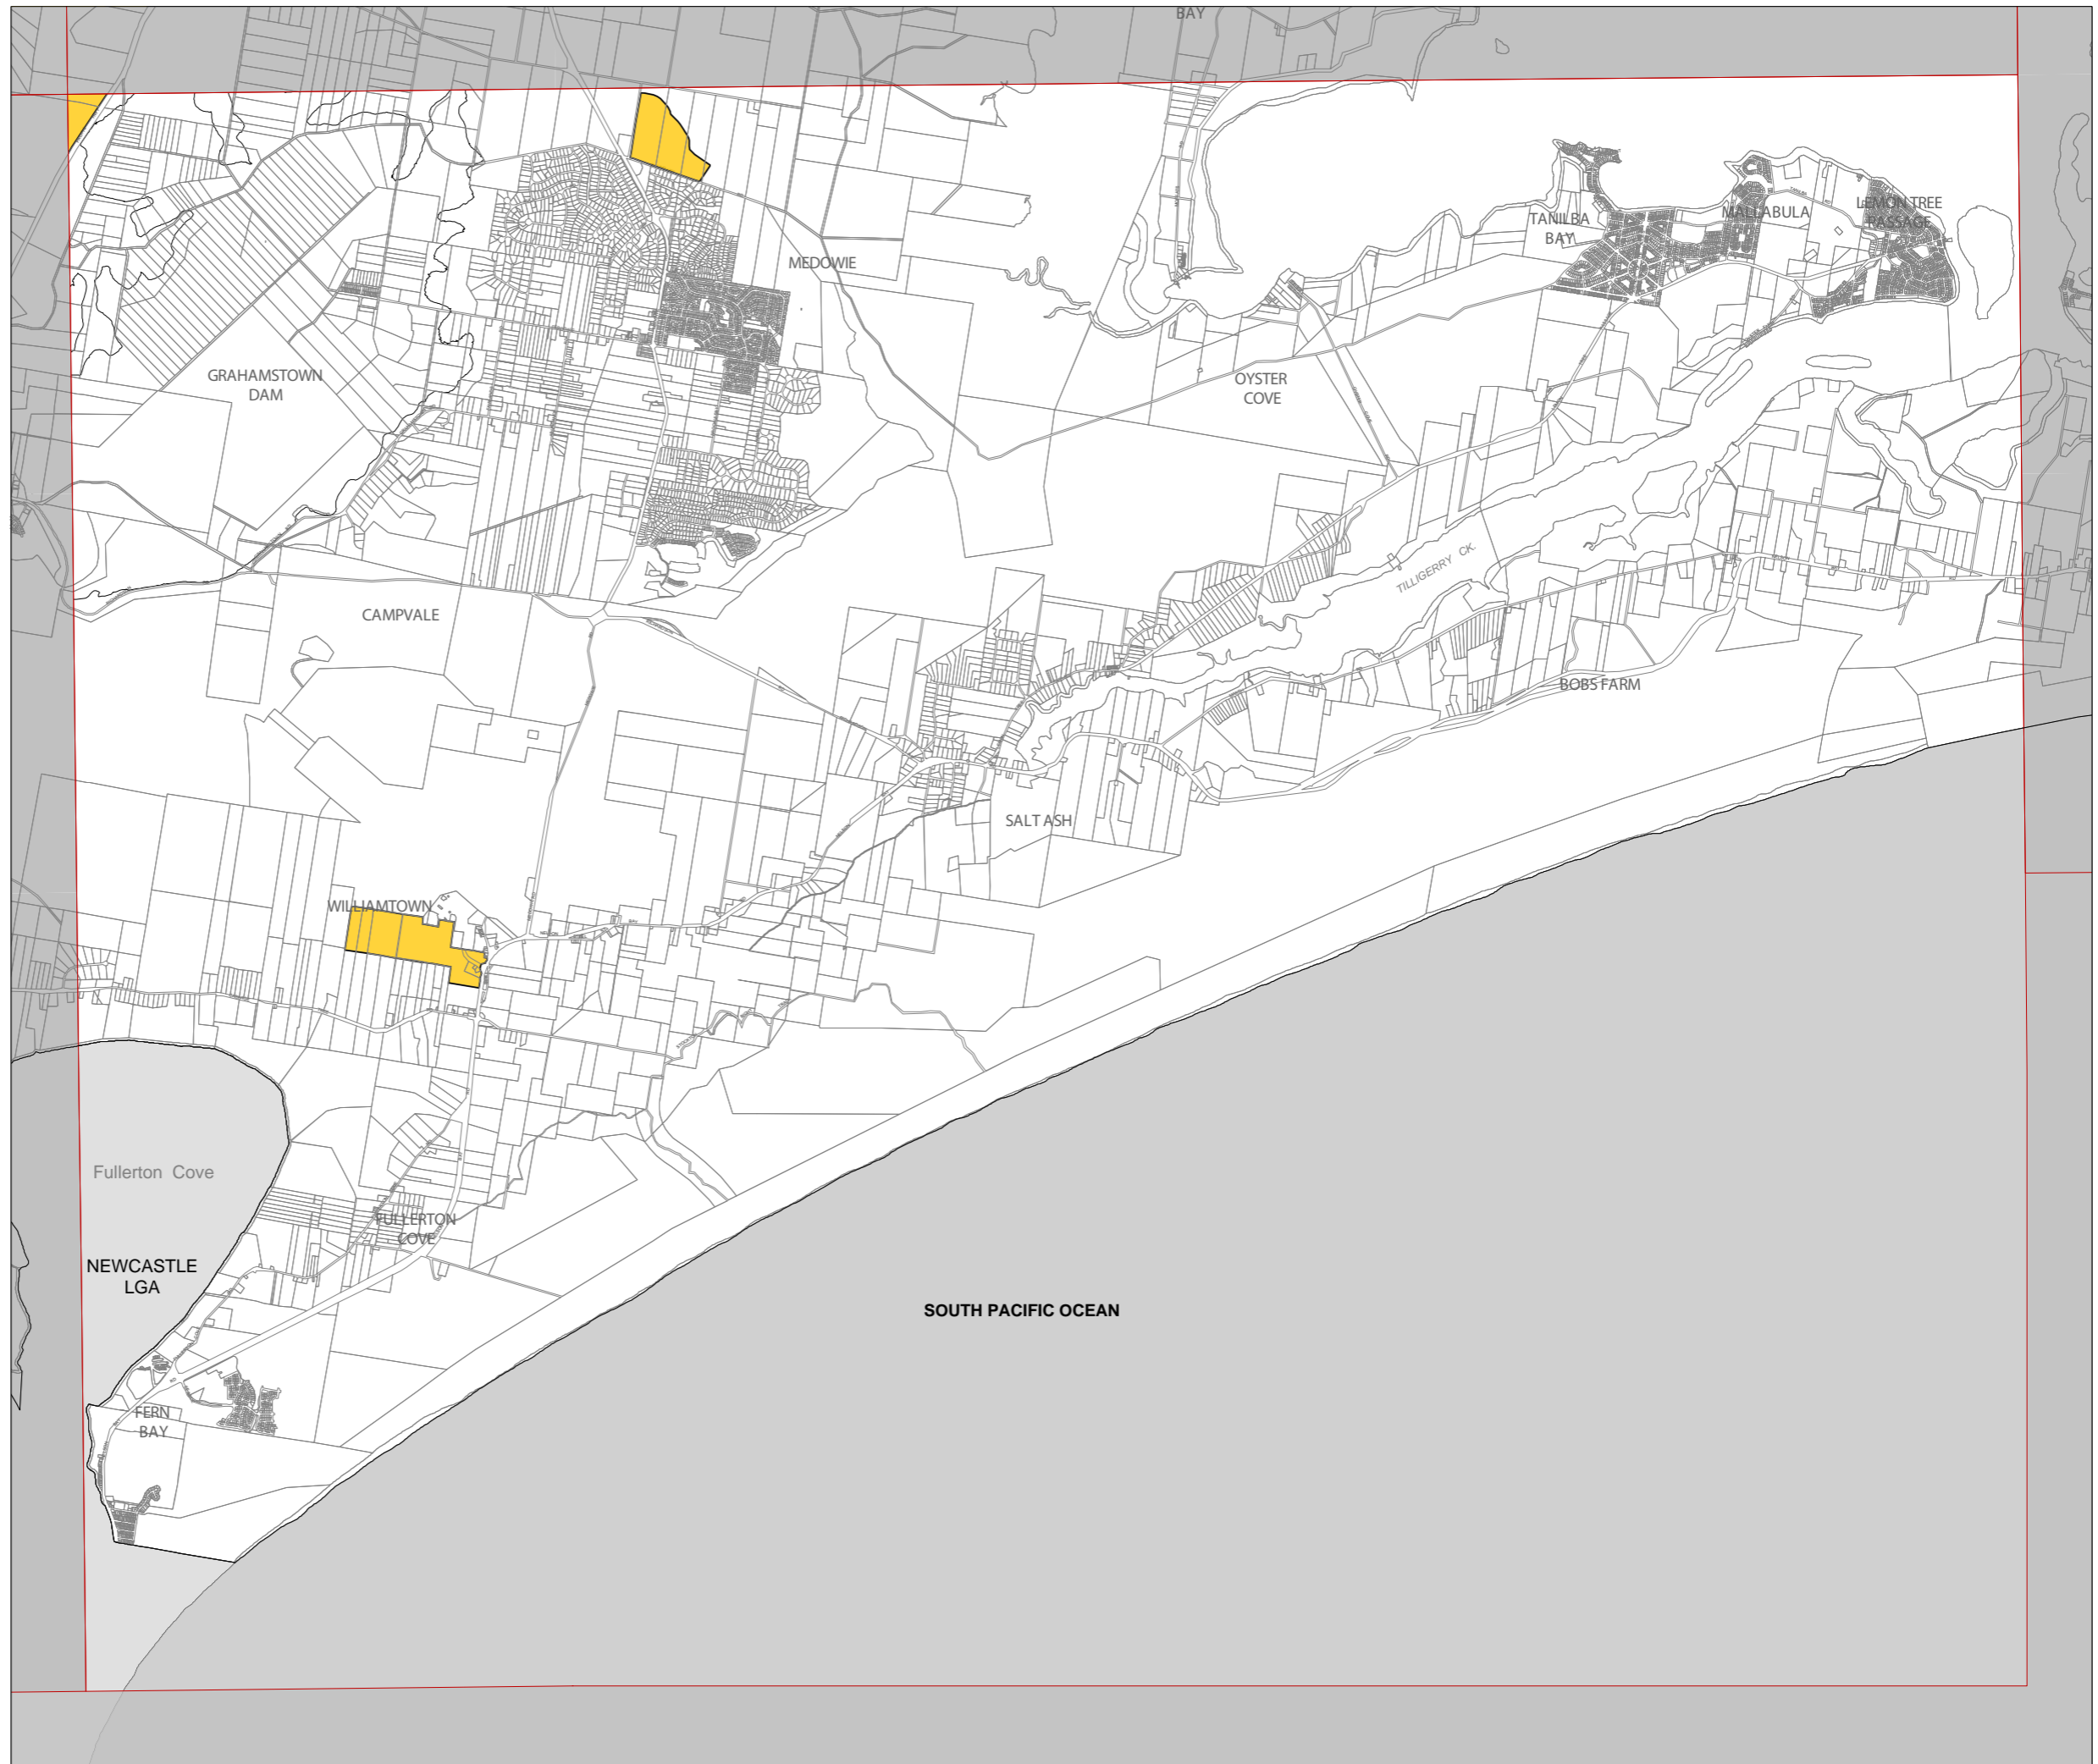 BAY
TANILBA
BAY
MALLABULA
LEMON TREE
PASSAGE
MEDOWIE
GRAHAMSTOWN
DAM
OYSTER
COVE
TILLIGERRY CK.
CAMPVALE
BOBS FARM
SALT ASH
WILLIAMTOWN
Fullerton Cove
FULLERTON
COVE
NEWCASTLE
LGA
SOUTH PACIFIC OCEAN
FERN
BAY